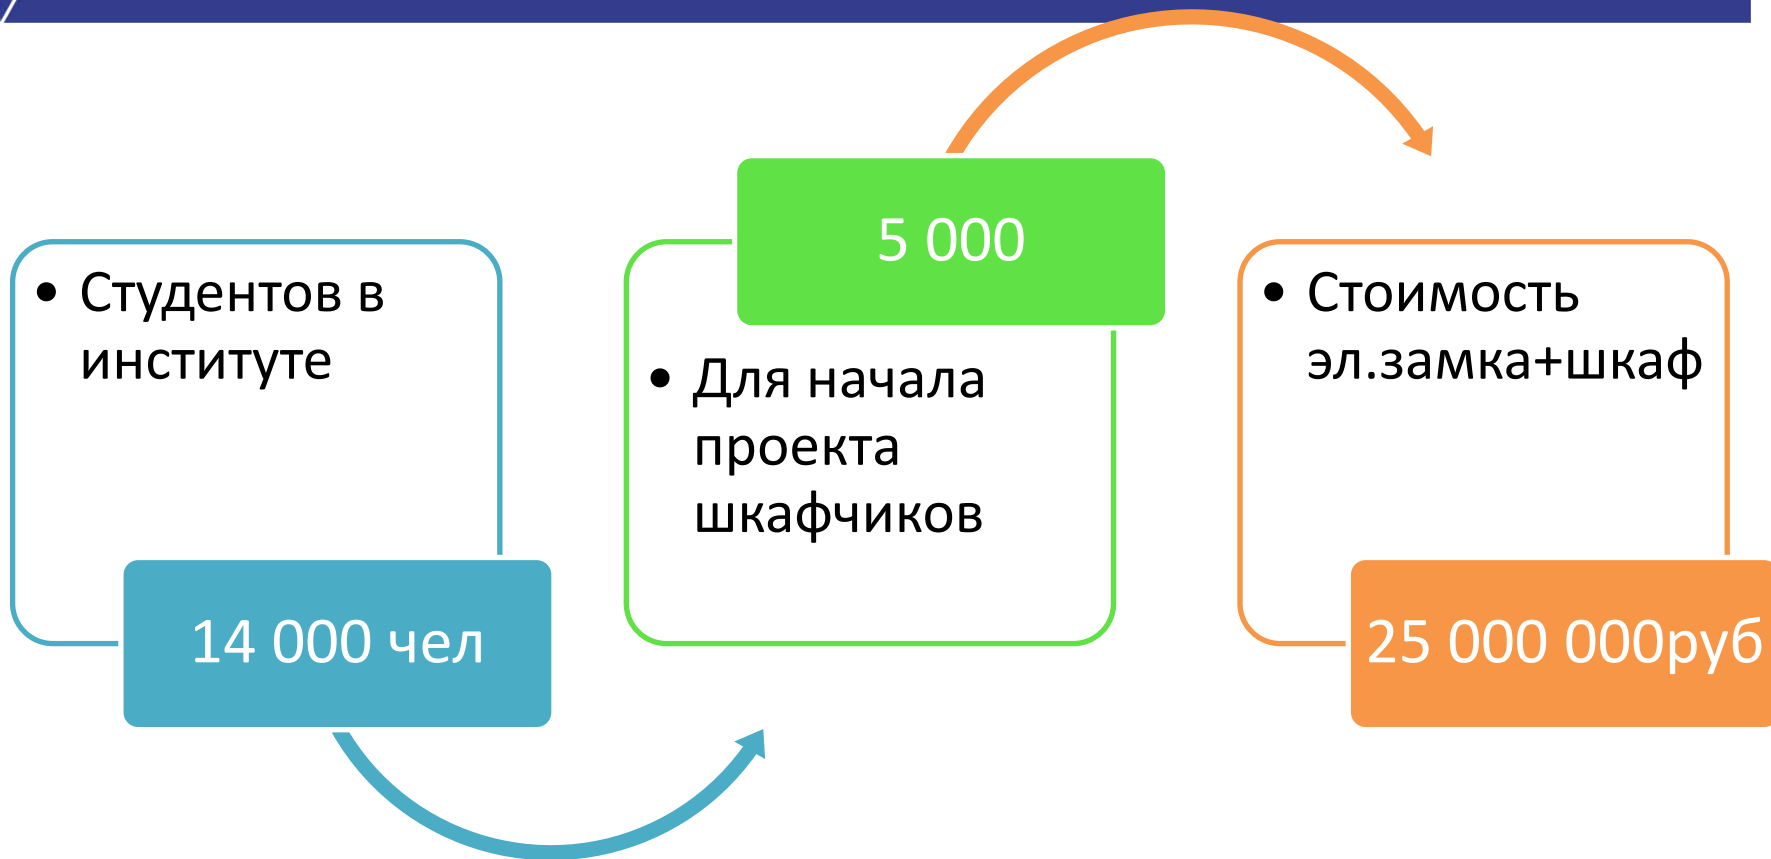 • Студентов в
институте
14 000 чел
5 000
• Для начала
проекта
шкафчиков
• Стоимость
эл.замка+шкаф
25 000 000руб